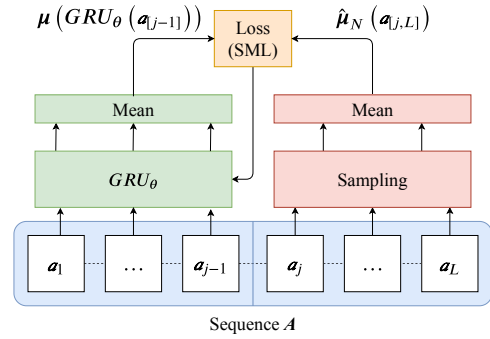 μ(GRU_θ(a_[j−1])) Loss (SML) μ̂_N(a_[j,L])
Mean Mean
GRU_θ Sampling
a_1 ... a_{j−1} a_j ... a_L
Sequence A